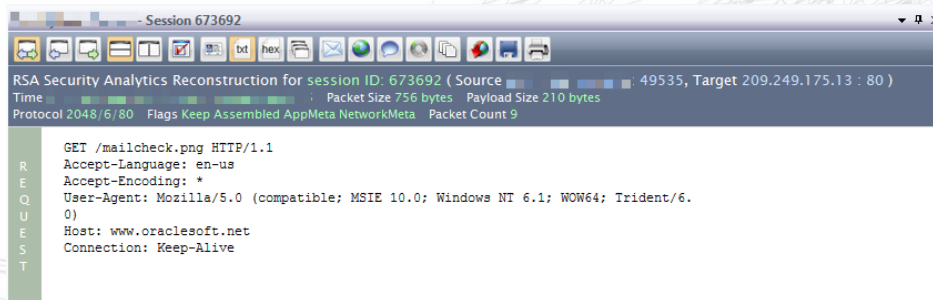 - Session 673692
txt hex
RSA Security Analytics Reconstruction for session ID: 673692 ( Source : 49535, Target 209.249.175.13 : 80 )
Time Packet Size 756 bytes Payload Size 210 bytes
Protocol 2048/6/80 Flags Keep Assembled AppMeta NetworkMeta Packet Count 9
REQUEST
GET /mailcheck.png HTTP/1.1
Accept-Language: en-us
Accept-Encoding: *
User-Agent: Mozilla/5.0 (compatible; MSIE 10.0; Windows NT 6.1; WOW64; Trident/6.
0)
Host: www.oraclesoft.net
Connection: Keep-Alive